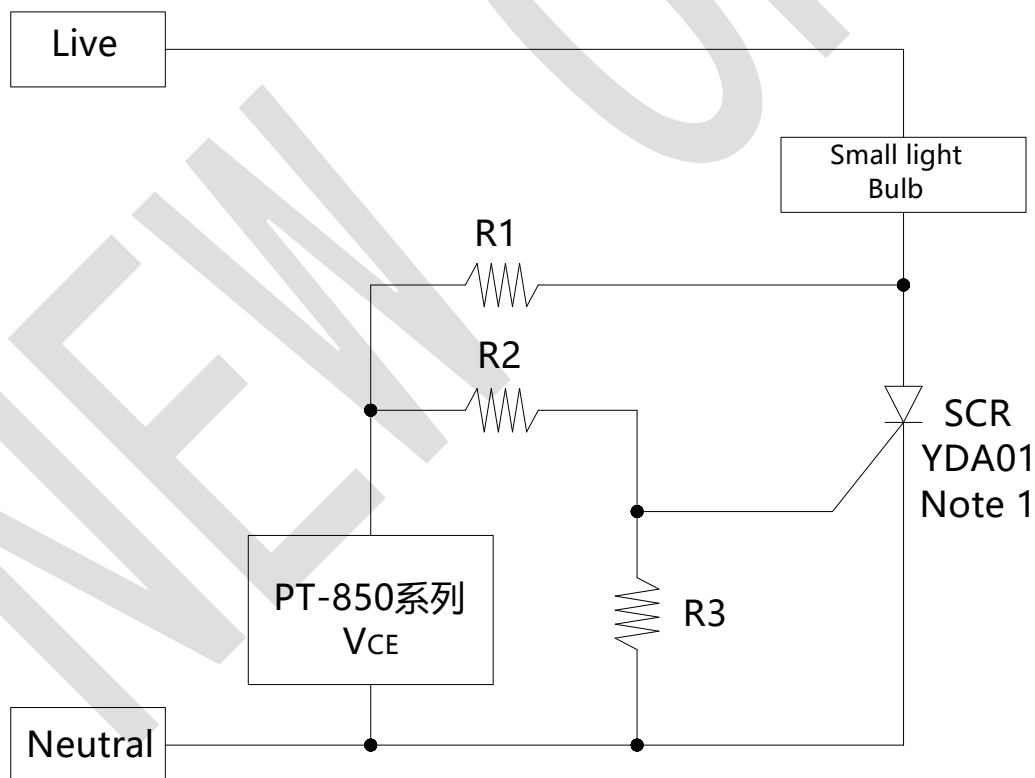 Live
Small light
Bulb
R1
R2
SCR
YDA01
Note 1
PT-850系列
VCE
R3
Neutral
NEW